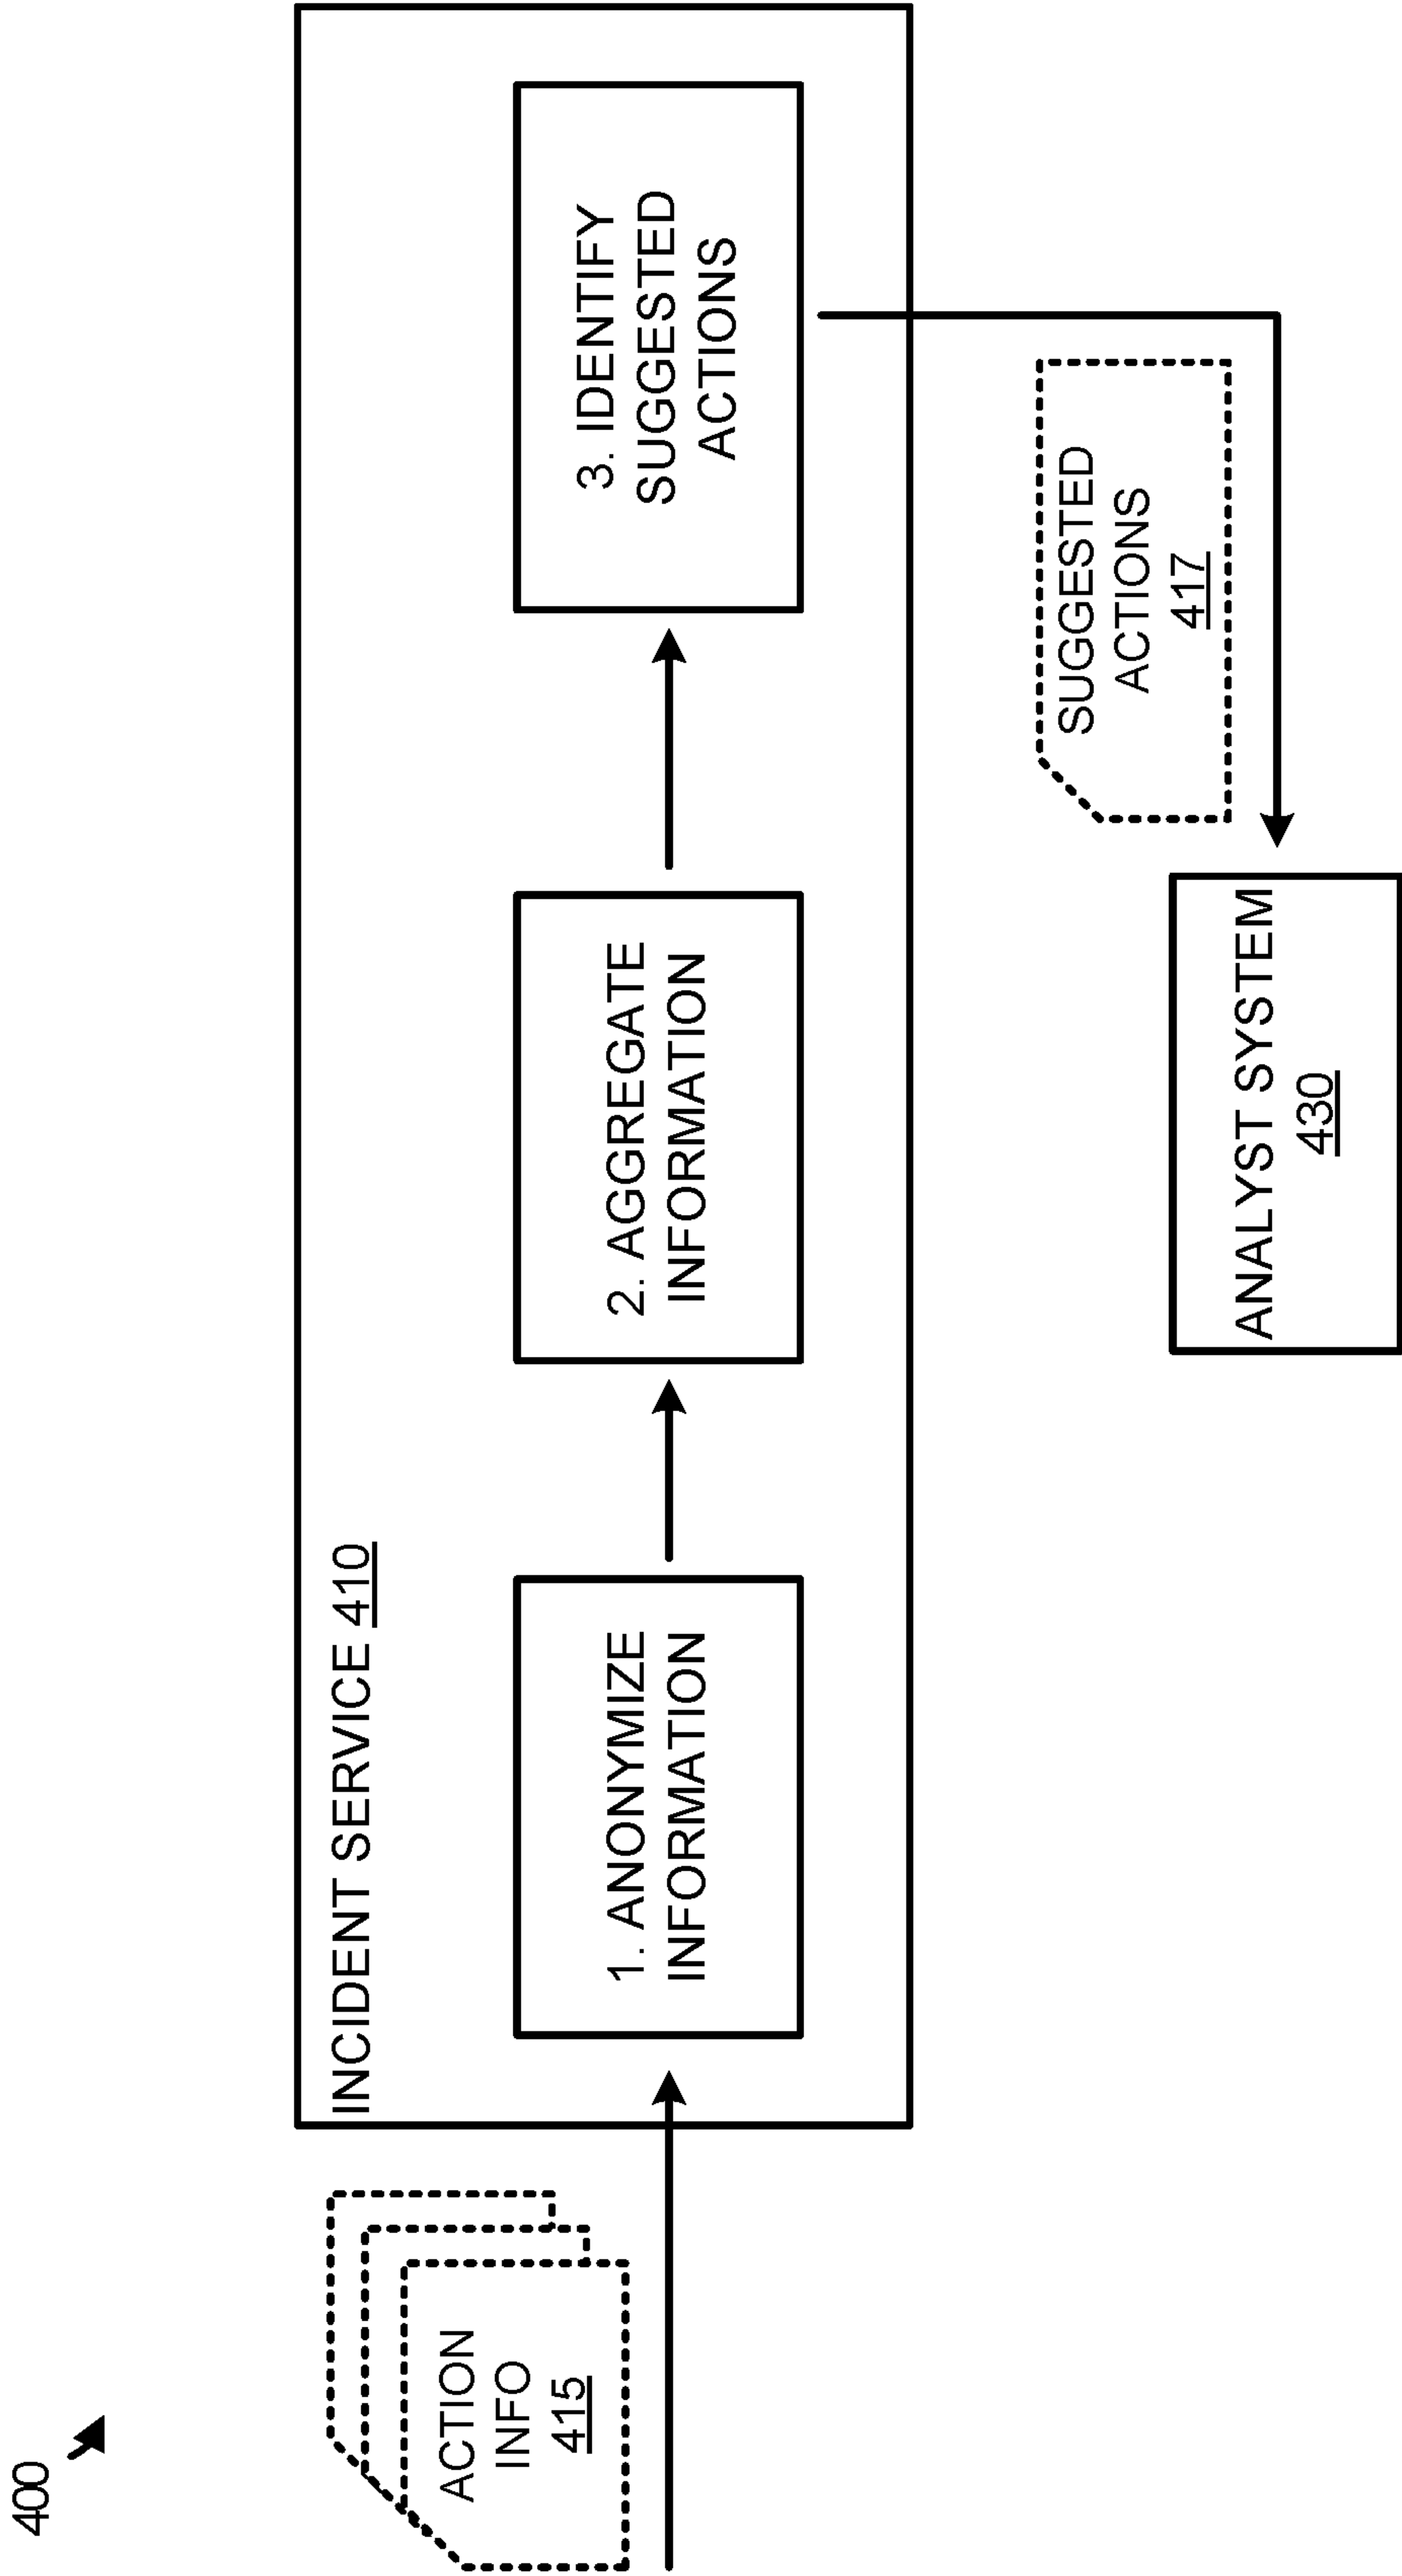 400
ACTION
INFO
415
INCIDENT SERVICE 410
1. ANONYMIZE
INFORMATION
2. AGGREGATE
INFORMATION
3. IDENTIFY
SUGGESTED
ACTIONS
SUGGESTED
ACTIONS
417
ANALYST SYSTEM
430